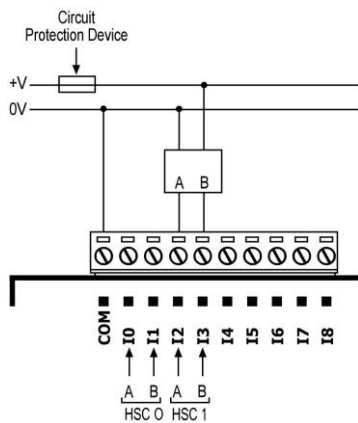 Circuit
Protection Device
+V
0V
A B
COM I0 I1 I2 I3 I4 I5 I6 I7 I8
A B A B
HSC 0 HSC 1